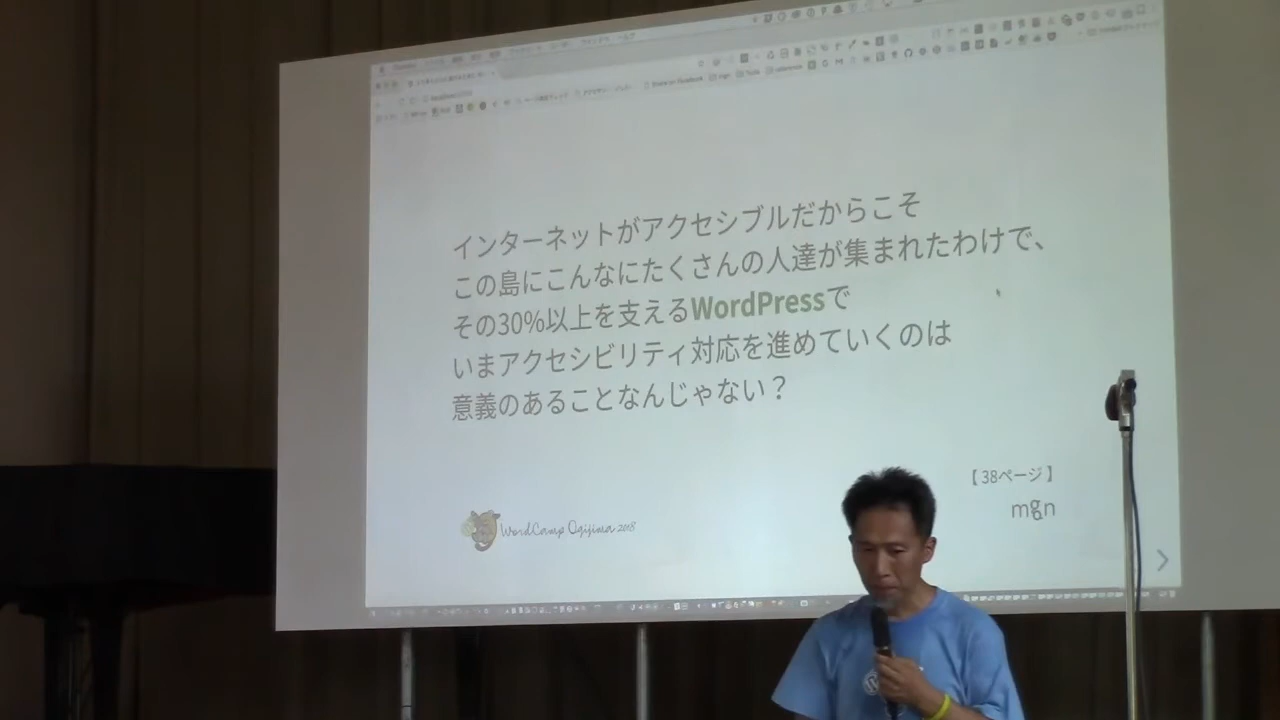 インターネットがアクセシブルだからこそ
この島にこんなにたくさんの人達が集まれたわけで、
その30%以上を支えるWordPressで
いまアクセシビリティ対応を進めていくのは
意義のあることなんじゃない？
【 38ページ 】
mgn
WordCamp Ogijima 2018